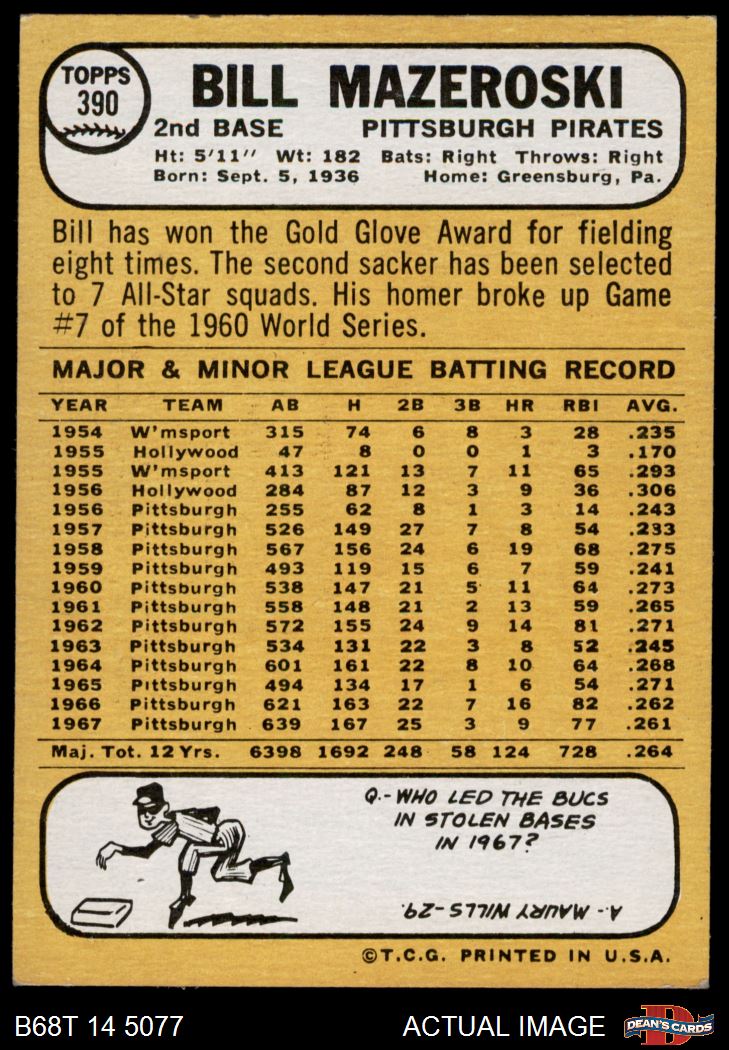 TOPPS
390
BILL MAZEROSKI
2nd BASE PITTSBURGH PIRATES
Ht: 5'11" Wt: 182 Bats: Right Throws: Right
Born: Sept. 5, 1936 Home: Greensburg, Pa.
Bill has won the Gold Glove Award for fielding
eight times. The second sacker has been selected
to 7 All-Star squads. His homer broke up Game
#7 of the 1960 World Series.
MAJOR & MINOR LEAGUE BATTING RECORD
YEAR TEAM AB H 2B 3B HR RBI AVG.
1954 W'msport 315 74 6 8 3 28 .235
1955 Hollywood 47 8 0 0 1 3 .170
1955 W'msport 413 121 13 7 11 65 .293
1956 Hollywood 284 87 12 3 9 36 .306
1956 Pittsburgh 255 62 8 1 3 14 .243
1957 Pittsburgh 526 149 27 7 8 54 .233
1958 Pittsburgh 567 156 24 6 19 68 .275
1959 Pittsburgh 493 119 15 6 7 59 .241
1960 Pittsburgh 538 147 21 5 11 64 .273
1961 Pittsburgh 558 148 21 2 13 59 .265
1962 Pittsburgh 572 155 24 9 14 81 .271
1963 Pittsburgh 534 131 22 3 8 52 .245
1964 Pittsburgh 601 161 22 8 10 64 .268
1965 Pittsburgh 494 134 17 1 6 54 .271
1966 Pittsburgh 621 163 22 7 16 82 .262
1967 Pittsburgh 639 167 25 3 9 77 .261
Maj. Tot. 12 Yrs. 6398 1692 248 58 124 728 .264
Q.-WHO LED THE BUCS
IN STOLEN BASES
IN 1967?
A.-MAURY WILLS-29.
©T.C.G. PRINTED IN U.S.A.
B68T 14 5077 ACTUAL IMAGE
D
DEAN'S CARDS